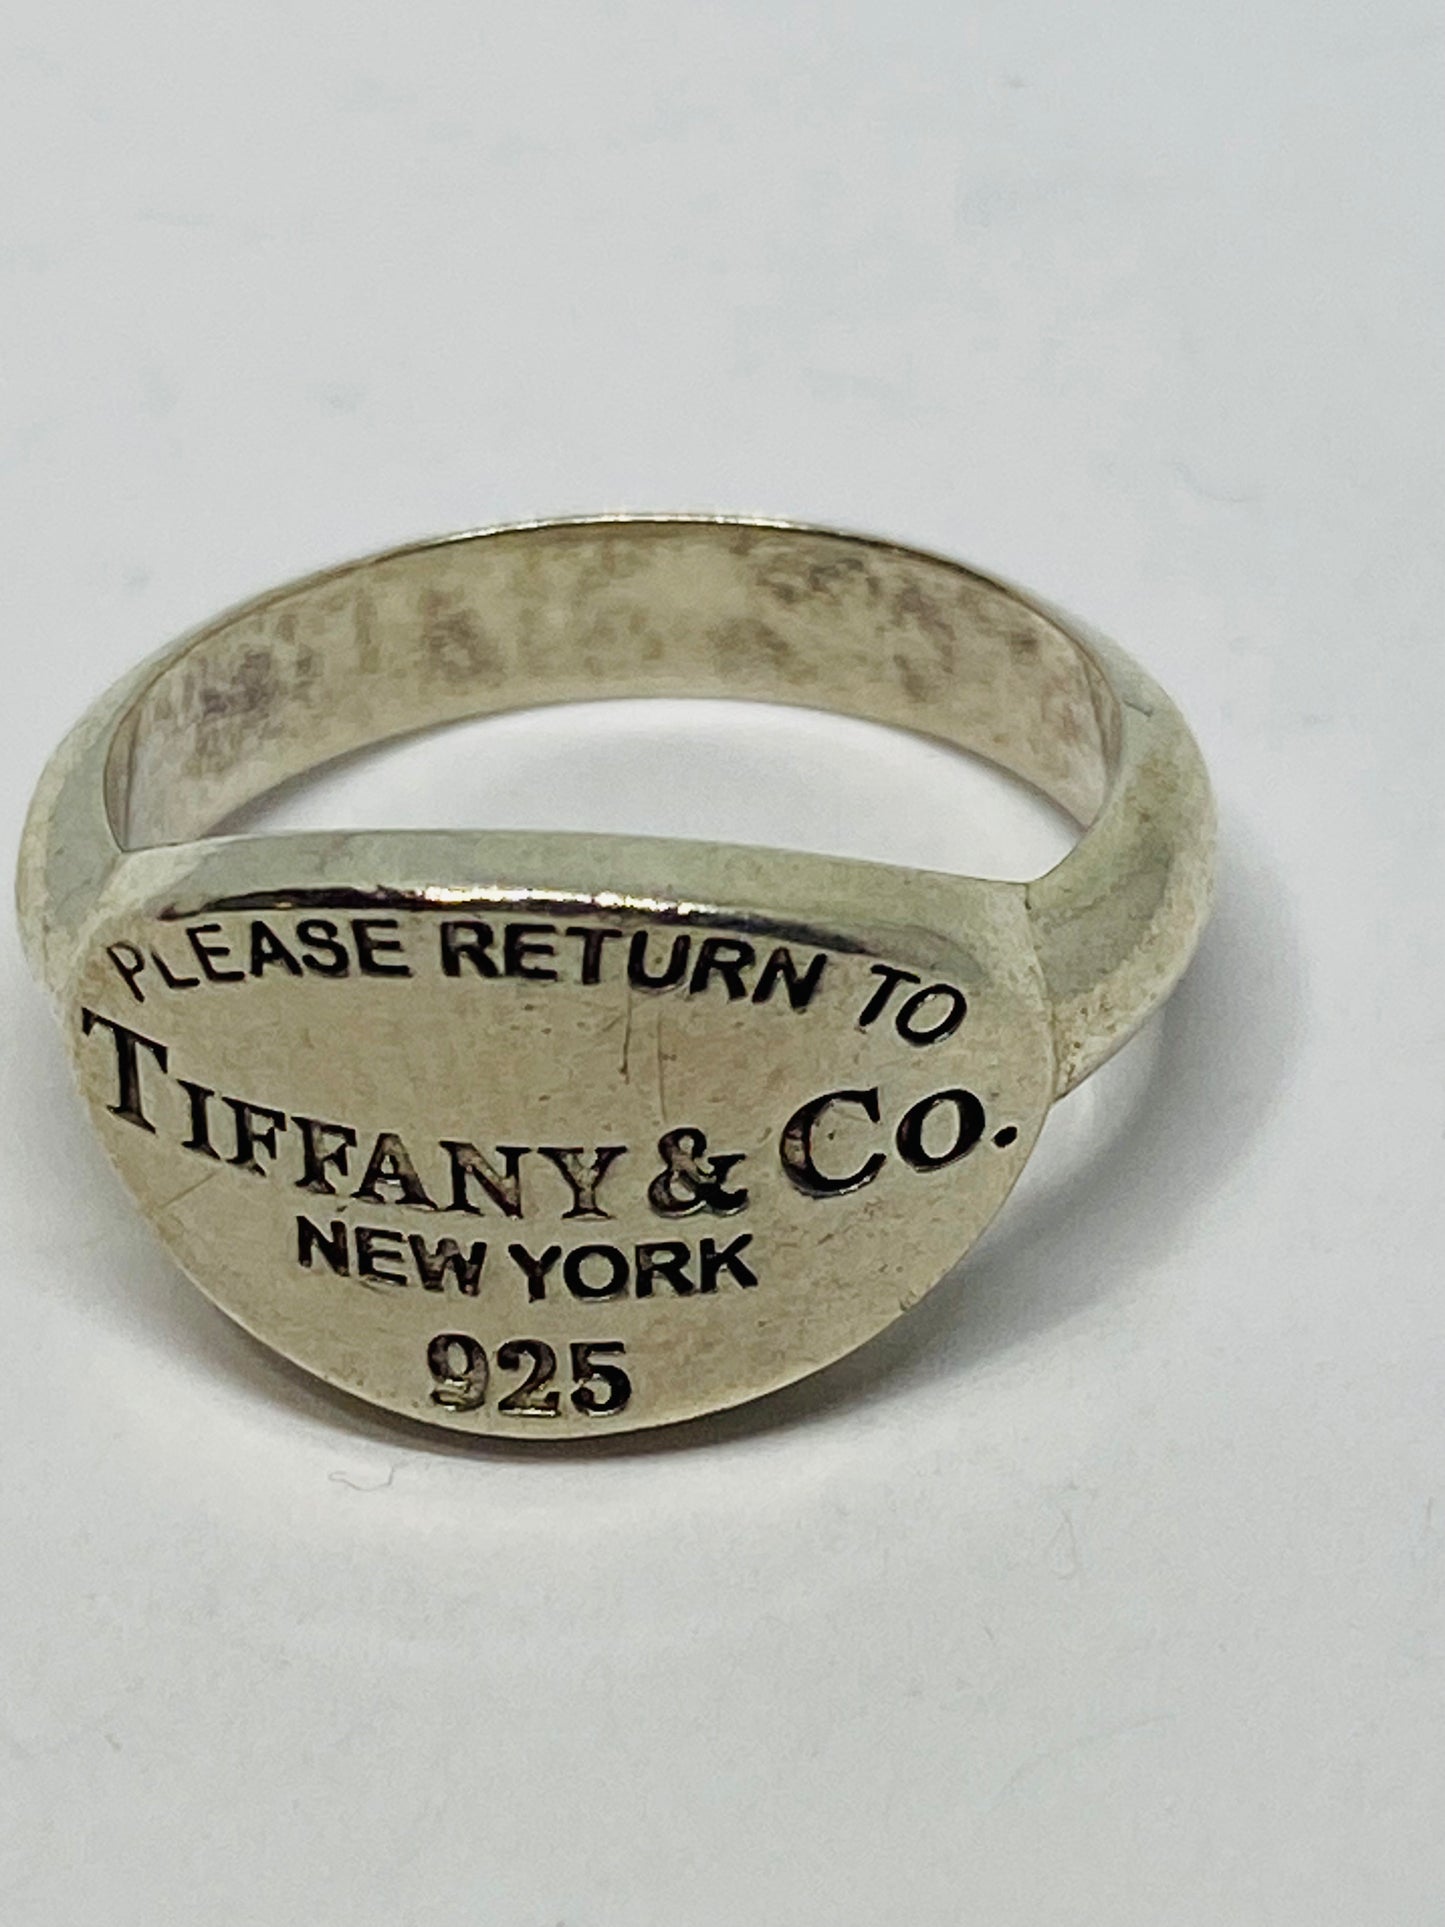 PLEASE RETURN TO
TIFFANY & CO.
NEW YORK
925